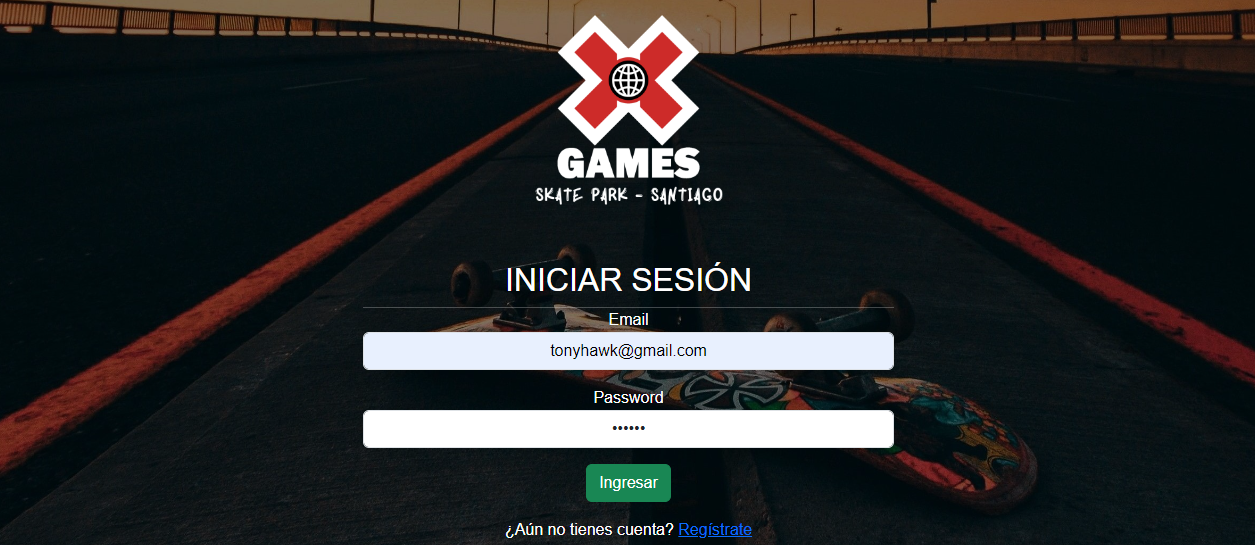 GAMES
SKATE PARK - SANTIAGO
INICIAR SESIÓN
Email
tonyhawk@gmail.com
Password
••••••
Ingresar
¿Aún no tienes cuenta? Regístrate